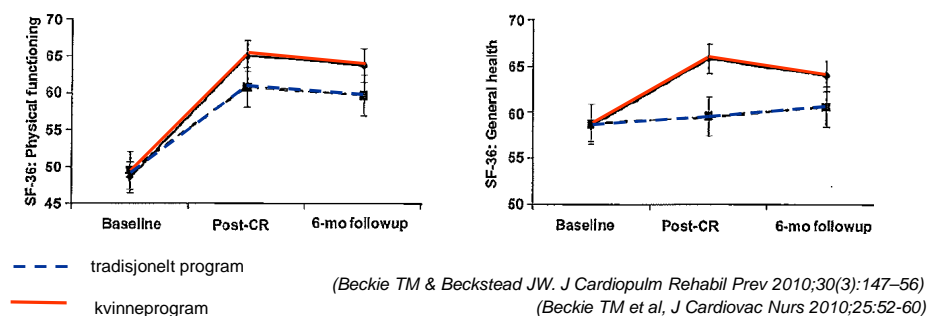 SF-36: Physical functioning
65
60
55
50
45
Baseline
Post-CR
6-mo followup
SF-36: General health
65
60
55
50
Baseline
Post-CR
6-mo followup
tradisjonelt program
kvinneprogram
(Beckie TM & Beckstead JW. J Cardiopulm Rehabil Prev 2010;30(3):147–56)
(Beckie TM et al, J Cardiovac Nurs 2010;25:52-60)